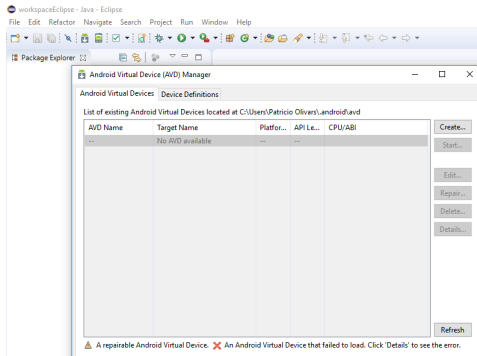 workspaceEclipse - Java - Eclipse
File Edit Refactor Navigate Search Project Run Window Help
Package Explorer
Android Virtual Device (AVD) Manager
Android Virtual Devices Device Definitions
List of existing Android Virtual Devices located at C:\Users\Patricio Olivars\.android\avd
AVD Name Target Name Platfor... API Le... CPU/ABI Create...
-- No AVD available -- -- Start...
Edit...
Repair...
Delete...
Details...
Refresh
A repairable Android Virtual Device. An Android Virtual Device that failed to load. Click 'Details' to see the error.